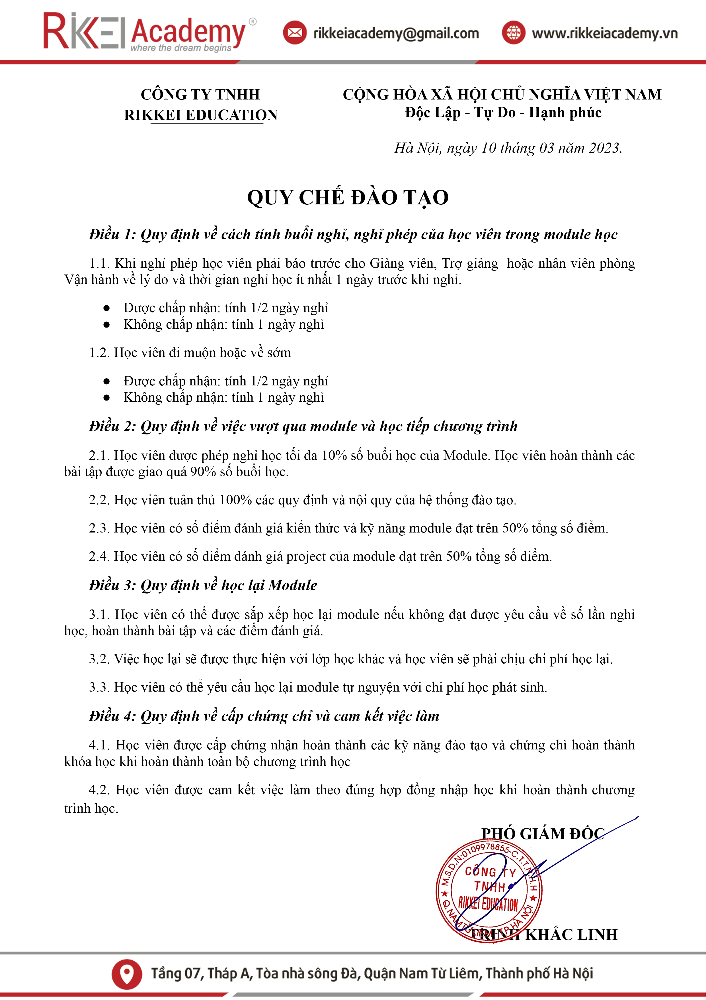 RIKKEI Academy ®
where the dream begins
rikkeiacademy@gmail.com
www.rikkeiacademy.vn
CÔNG TY TNHH
RIKKEI EDUCATION
CỘNG HÒA XÃ HỘI CHỦ NGHĨA VIỆT NAM
Độc Lập - Tự Do - Hạnh phúc
Hà Nội, ngày 10 tháng 03 năm 2023.
QUY CHẾ ĐÀO TẠO
Điều 1: Quy định về cách tính buổi nghỉ, nghỉ phép của học viên trong module học
1.1. Khi nghỉ phép học viên phải báo trước cho Giảng viên, Trợ giảng hoặc nhân viên phòng
Vận hành về lý do và thời gian nghỉ học ít nhất 1 ngày trước khi nghỉ.
● Được chấp nhận: tính 1/2 ngày nghỉ
● Không chấp nhận: tính 1 ngày nghỉ
1.2. Học viên đi muộn hoặc về sớm
● Được chấp nhận: tính 1/2 ngày nghỉ
● Không chấp nhận: tính 1 ngày nghỉ
Điều 2: Quy định về việc vượt qua module và học tiếp chương trình
2.1. Học viên được phép nghỉ học tối đa 10% số buổi học của Module. Học viên hoàn thành các
bài tập được giao quá 90% số buổi học.
2.2. Học viên tuân thủ 100% các quy định và nội quy của hệ thống đào tạo.
2.3. Học viên có số điểm đánh giá kiến thức và kỹ năng module đạt trên 50% tổng số điểm.
2.4. Học viên có số điểm đánh giá project của module đạt trên 50% tổng số điểm.
Điều 3: Quy định về học lại Module
3.1. Học viên có thể được sắp xếp học lại module nếu không đạt được yêu cầu về số lần nghỉ
học, hoàn thành bài tập và các điểm đánh giá.
3.2. Việc học lại sẽ được thực hiện với lớp học khác và học viên sẽ phải chịu chi phí học lại.
3.3. Học viên có thể yêu cầu học lại module tự nguyện với chi phí học phát sinh.
Điều 4: Quy định về cấp chứng chỉ và cam kết việc làm
4.1. Học viên được cấp chứng nhận hoàn thành các kỹ năng đào tạo và chứng chỉ hoàn thành
khóa học khi hoàn thành toàn bộ chương trình học
4.2. Học viên được cam kết việc làm theo đúng hợp đồng nhập học khi hoàn thành chương
trình học.
PHÓ GIÁM ĐỐC
M.S.D.N:0109978855-C.T.T.N.H.H
CÔNG TY
TNHH
RIKKEI EDUCATION
★ Q.NAM TỪ LIÊM - TP.HÀ NỘI ★
TRỊNH KHẮC LINH
Tầng 07, Tháp A, Tòa nhà sông Đà, Quận Nam Từ Liêm, Thành phố Hà Nội